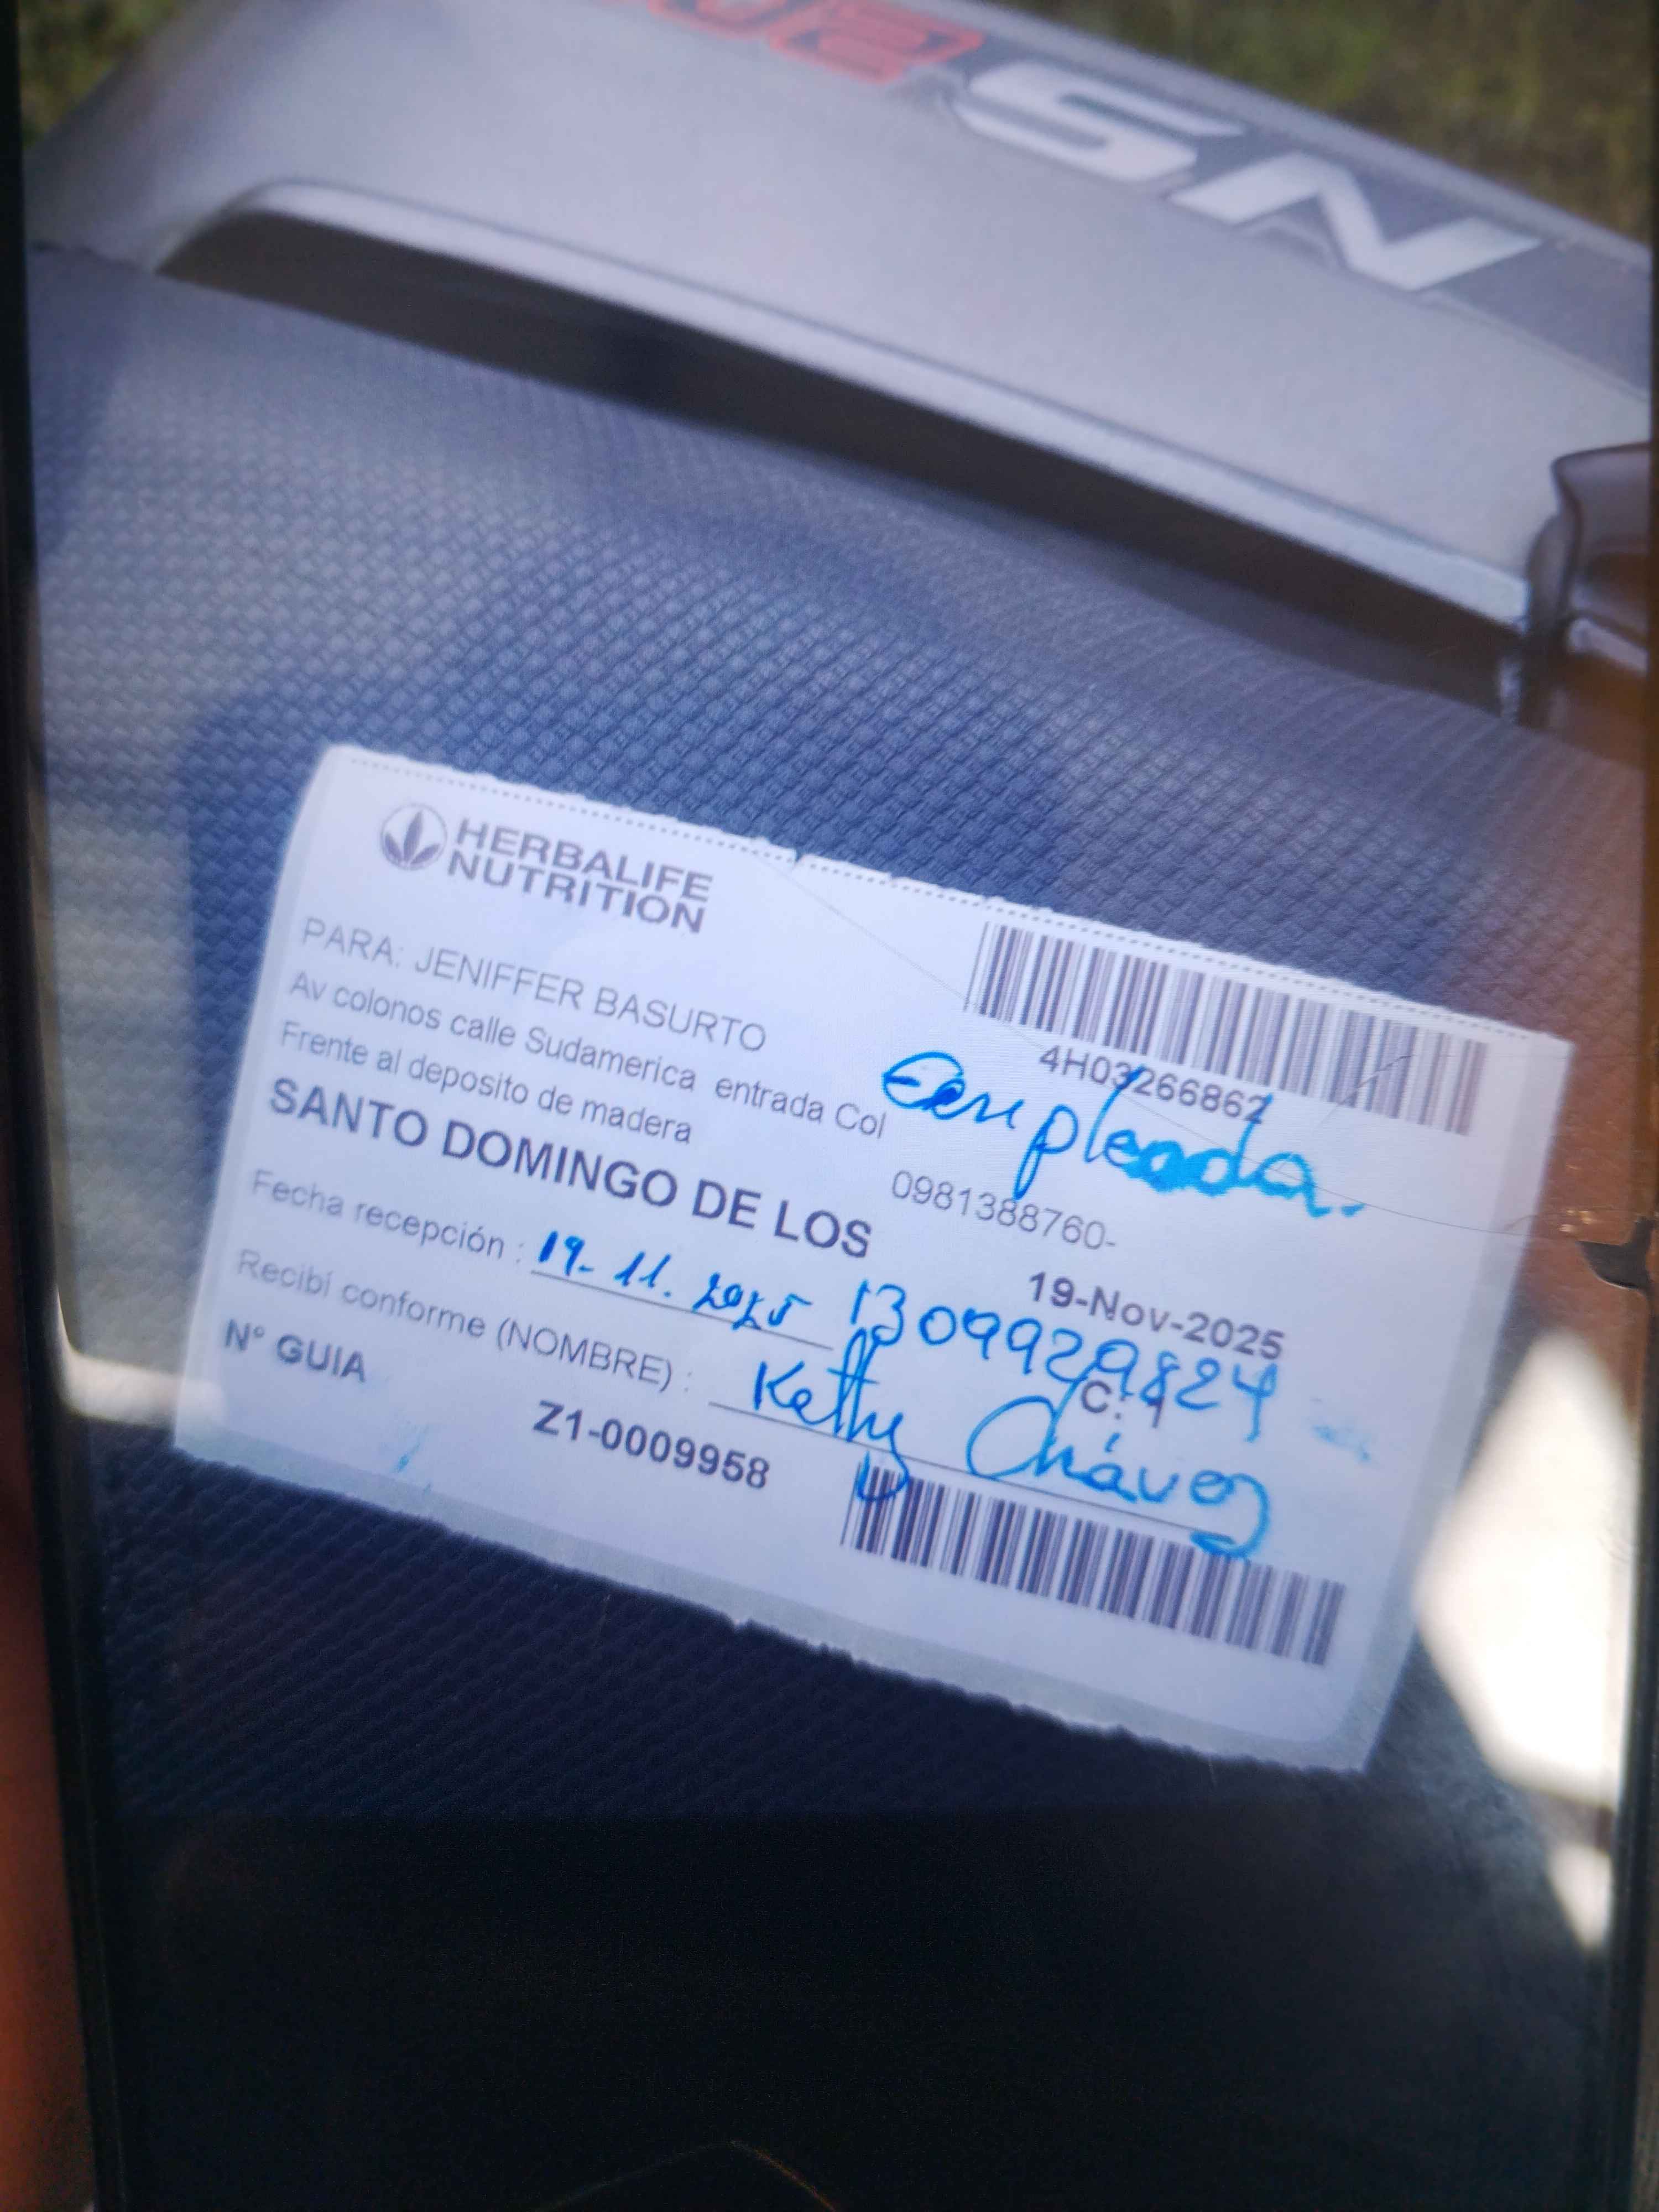 NS
HERBALIFE
NUTRITION
PARA: JENIFFER BASURTO
Av colonos calle Sudamerica entrada Col
Frente al deposito de madera
SANTO DOMINGO DE LOS
4H03266862
Empleada.
0981388760-
19-Nov-2025
Fecha recepción : 19-11.2025 1309929824
C: 1
Recibí conforme (NOMBRE) : Ketty Chávez
N° GUIA
Z1-0009958